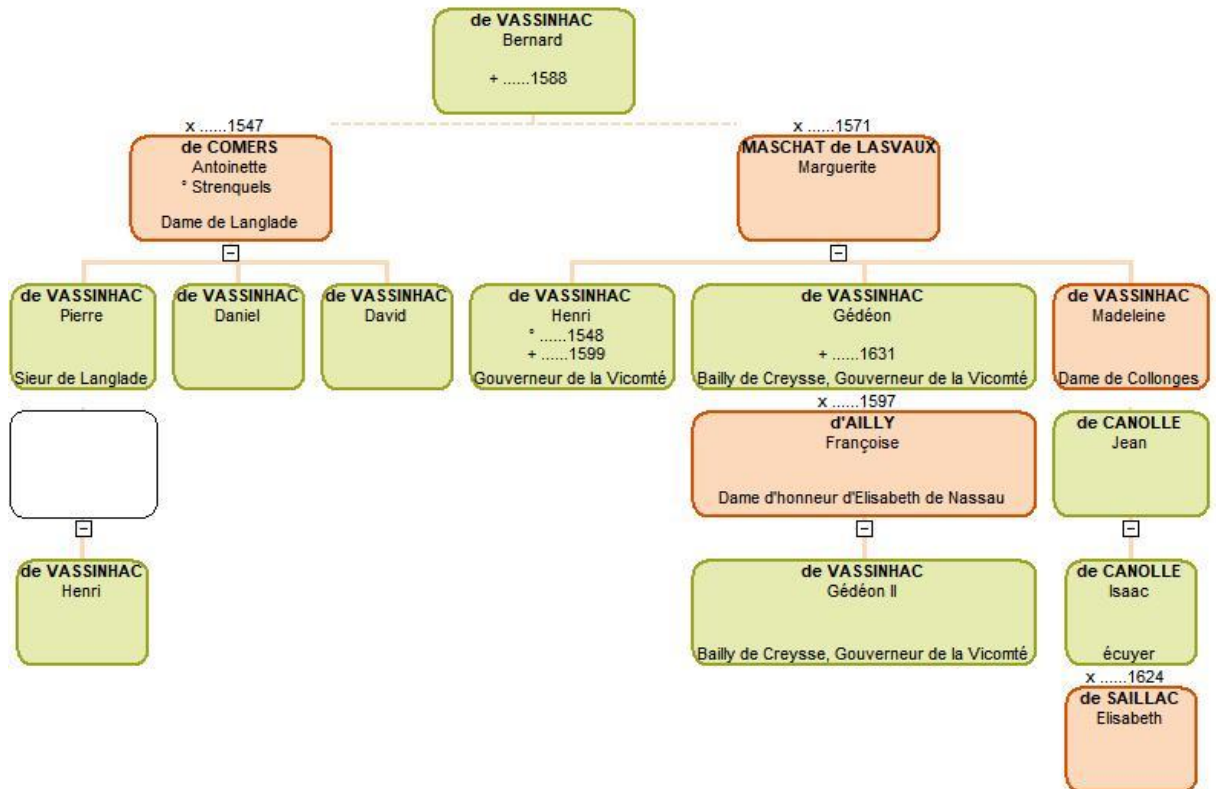 de VASSINHAC
Bernard
+ ......1588
x ......1547
de COMERS
Antoinette
° Strenquels
Dame de Langlade
x ......1571
MASCHAT de LASVAUX
Marguerite
de VASSINHAC
Pierre
Sieur de Langlade
de VASSINHAC
Daniel
de VASSINHAC
David
de VASSINHAC
Henri
° ......1548
+ ......1599
Gouverneur de la Vicomté
de VASSINHAC
Gédéon
+ ......1631
Bailly de Creysse, Gouverneur de la Vicomté
de VASSINHAC
Madeleine
Dame de Collonges
x ......1597
d'AILLY
Françoise
Dame d'honneur d'Elisabeth de Nassau
de CANOLLE
Jean
de VASSINHAC
Henri
de VASSINHAC
Gédéon II
Bailly de Creysse, Gouverneur de la Vicomté
de CANOLLE
Isaac
écuyer
x ......1624
de SAILLAC
Elisabeth